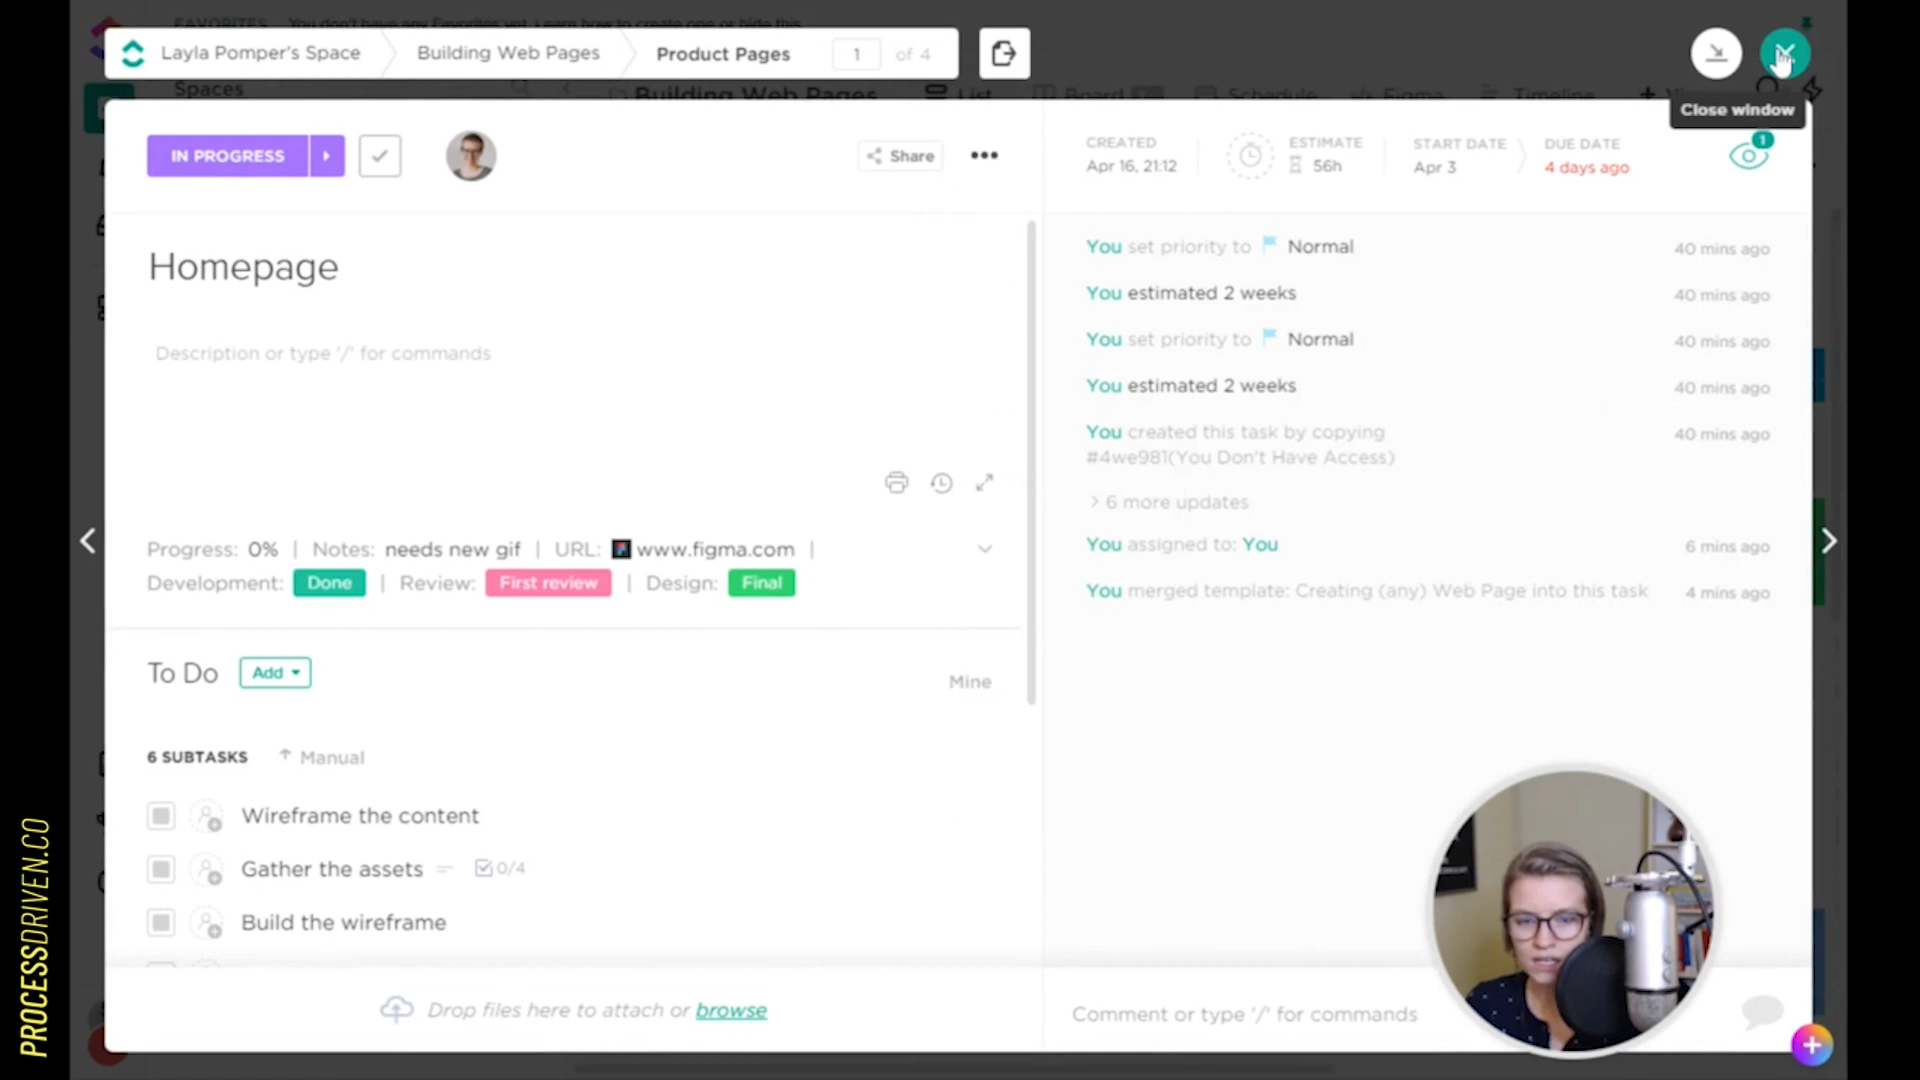 FAVORITES You don't have any Favorites yet. Learn how to create one or hide this
Layla Pomper's Space Building Web Pages Product Pages 1 of 4
Spaces Building Web Pages List Board Schedule Figma Timeline
Close window
IN PROGRESS Share
CREATED ESTIMATE START DATE DUE DATE 1
Apr 16, 21:12 56h Apr 3 4 days ago
Homepage
Description or type '/' for commands
You set priority to Normal 40 mins ago
You estimated 2 weeks 40 mins ago
You set priority to Normal 40 mins ago
You estimated 2 weeks 40 mins ago
You created this task by copying 40 mins ago
#4we981(You Don't Have Access)
6 more updates
You assigned to: You 6 mins ago
You merged template: Creating (any) Web Page into this task 4 mins ago
Progress: 0% | Notes: needs new gif | URL: www.figma.com |
Development: Done | Review: First review | Design: Final
To Do Add
Mine
6 SUBTASKS Manual
Wireframe the content
Gather the assets 0/4
Build the wireframe
Drop files here to attach or browse
Comment or type '/' for commands
PROCESSDRIVEN.CO